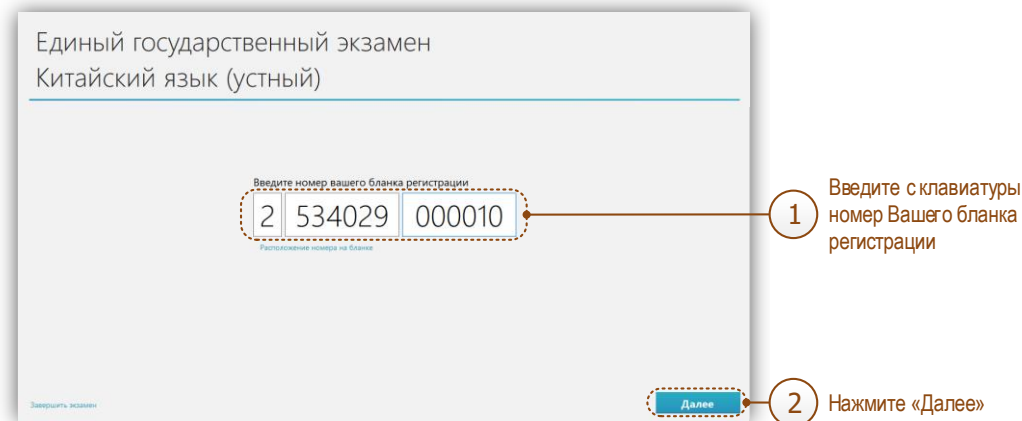 Единый государственный экзамен
Китайский язык (устный)
Введите номер вашего бланка регистрации
2 534029 000010
Расположение номера на бланке
1
Введите с клавиатуры
номер Вашего бланка
регистрации
Завершить экзамен
Далее
2
Нажмите «Далее»